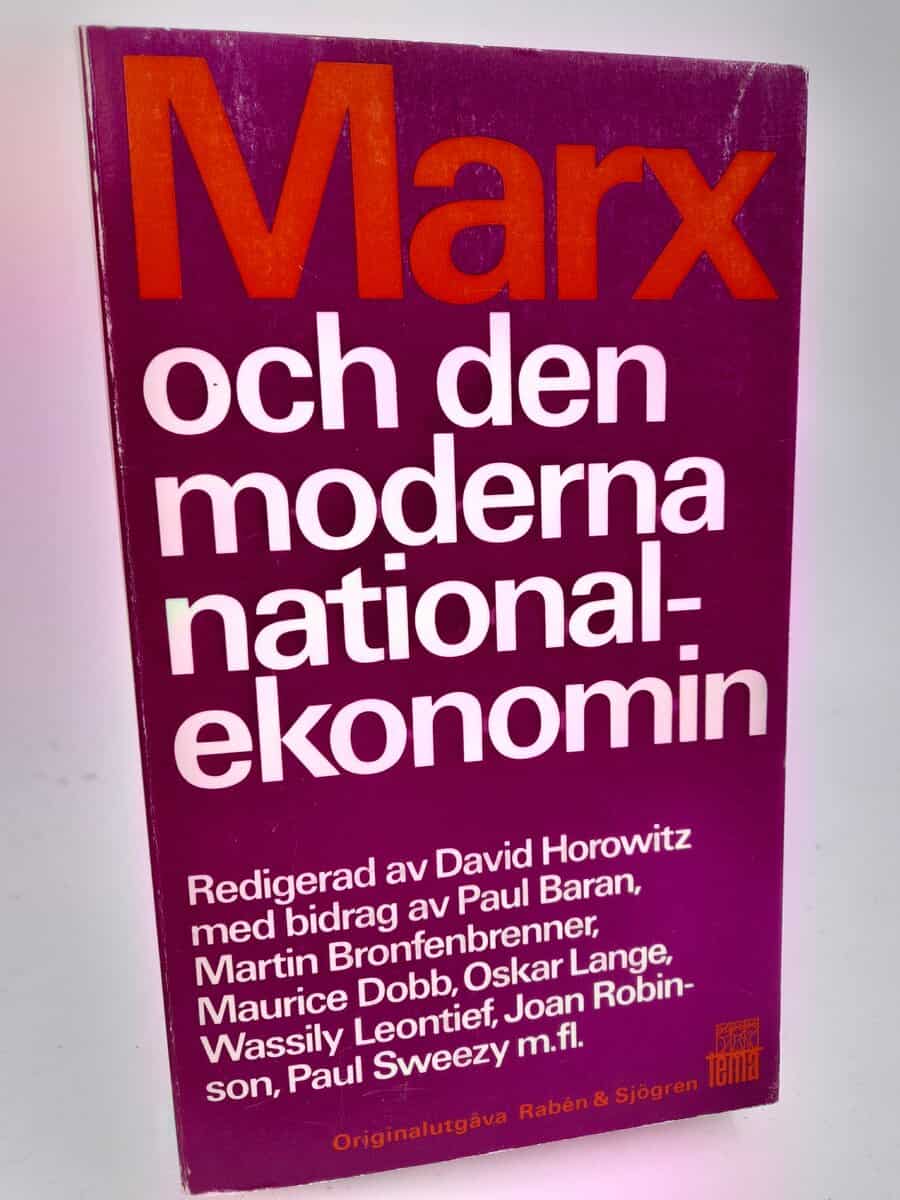 Marx
och den
moderna
national-
ekonomin
Redigerad av David Horowitz
med bidrag av Paul Baran,
Martin Bronfenbrenner,
Maurice Dobb, Oskar Lange,
Wassily Leontief, Joan Robin-
son, Paul Sweezy m.fl.
tema
Originalutgåva Rabén & Sjögren